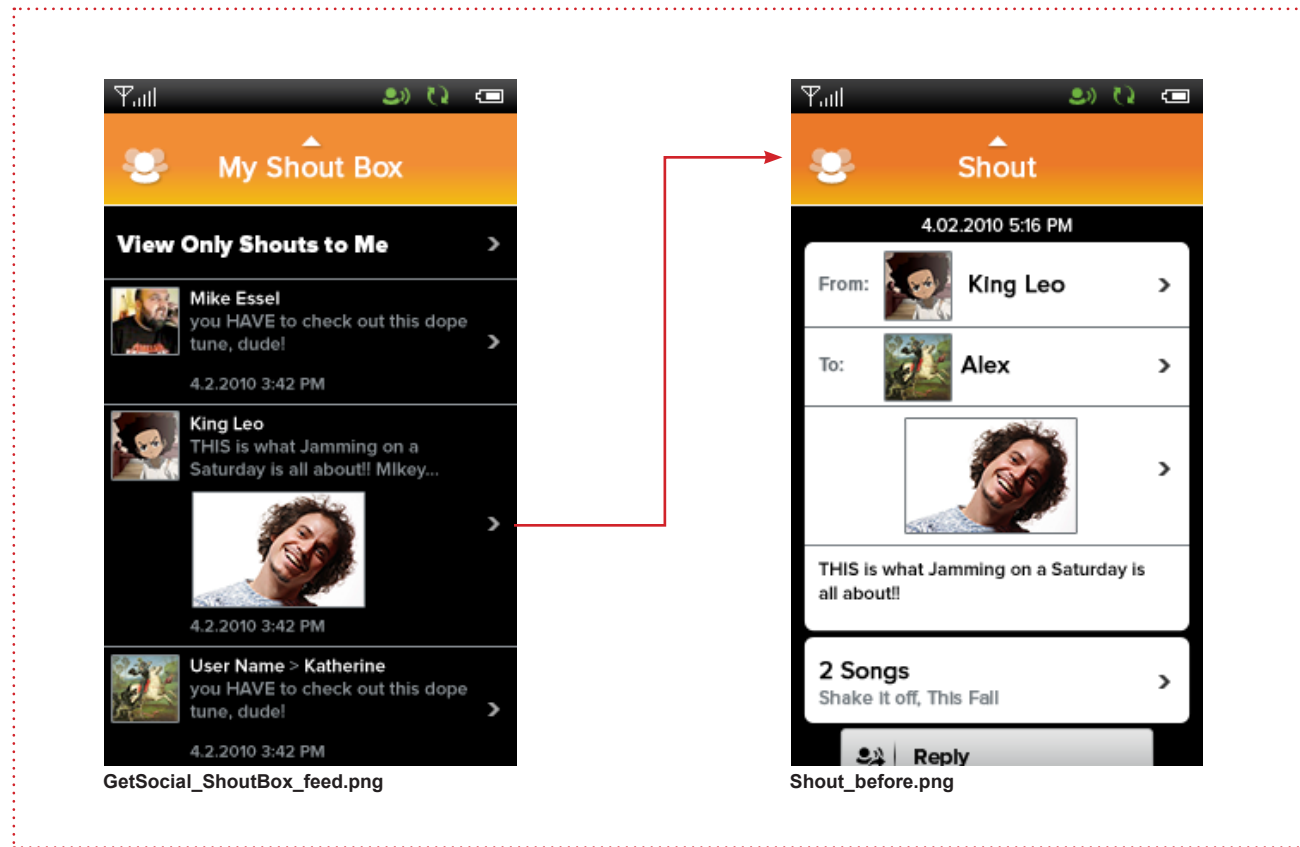 My Shout Box
View Only Shouts to Me
Mike Essel
you HAVE to check out this dope
tune, dude!
4.2.2010 3:42 PM
King Leo
THIS is what Jamming on a
Saturday is all about!! MIkey...
4.2.2010 3:42 PM
User Name > Katherine
you HAVE to check out this dope
tune, dude!
4.2.2010 3:42 PM
GetSocial_ShoutBox_feed.png
Shout
4.02.2010 5:16 PM
From: King Leo
To: Alex
THIS is what Jamming on a Saturday is
all about!!
2 Songs
Shake it off, This Fall
Reply
Shout_before.png